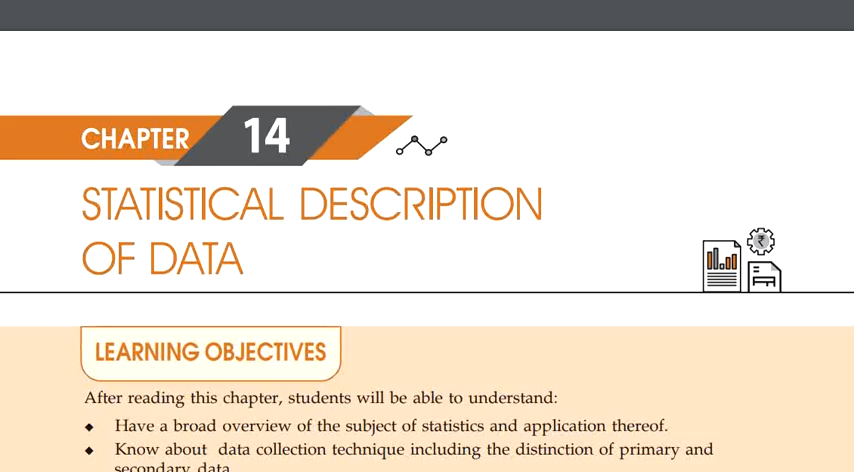 CHAPTER 14
STATISTICAL DESCRIPTION
OF DATA
₹
LEARNING OBJECTIVES
After reading this chapter, students will be able to understand:
◆ Have a broad overview of the subject of statistics and application thereof.
◆ Know about data collection technique including the distinction of primary and
secondary data